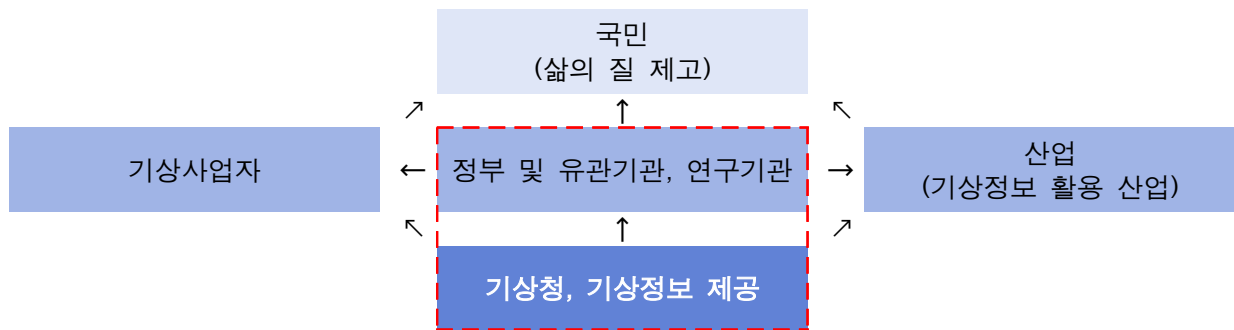 국민
(삶의 질 제고)
↗ ↑ ↖
기상사업자 ← 정부 및 유관기관, 연구기관 → 산업
(기상정보 활용 산업)
↖ ↑ ↗
기상청, 기상정보 제공